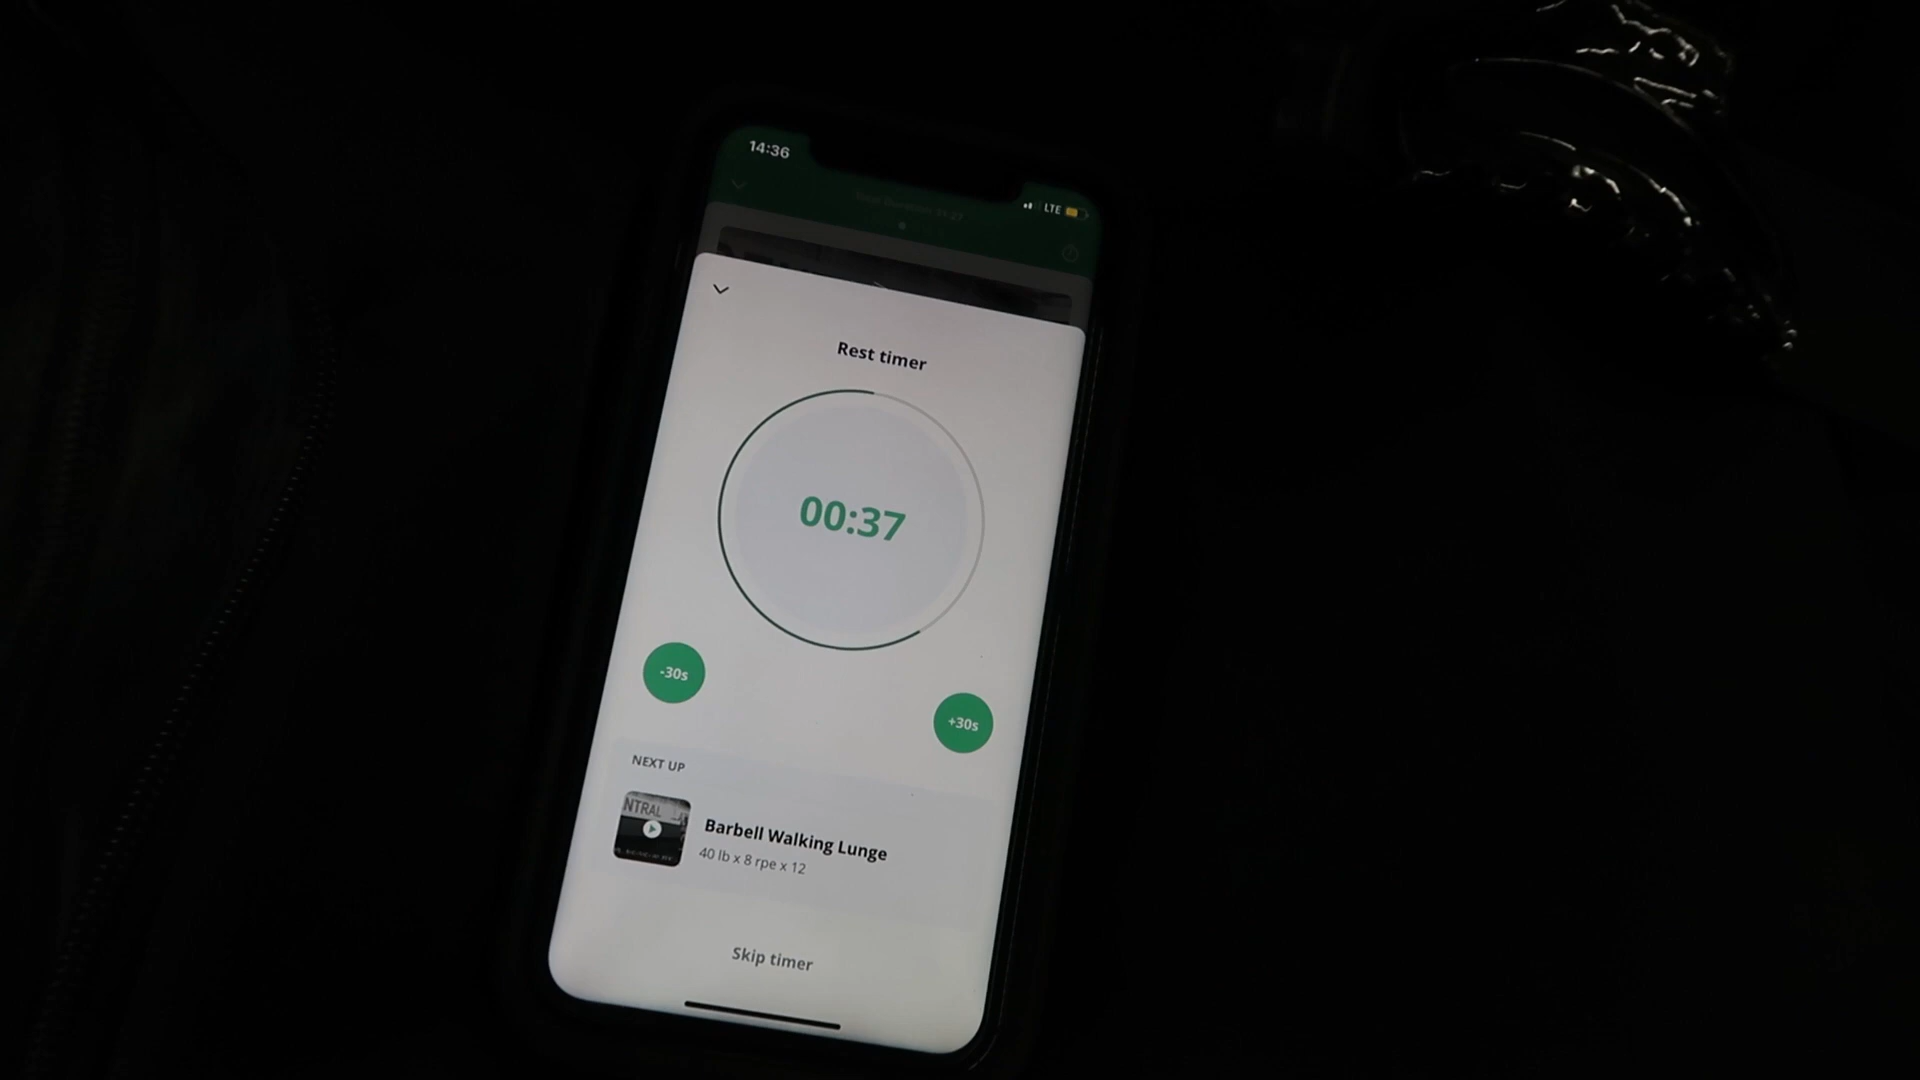 14:36
LTE
Rest timer
00:37
-30s
+30s
NEXT UP
NTRAL
Barbell Walking Lunge
40 lb x 8 rpe x 12
Skip timer